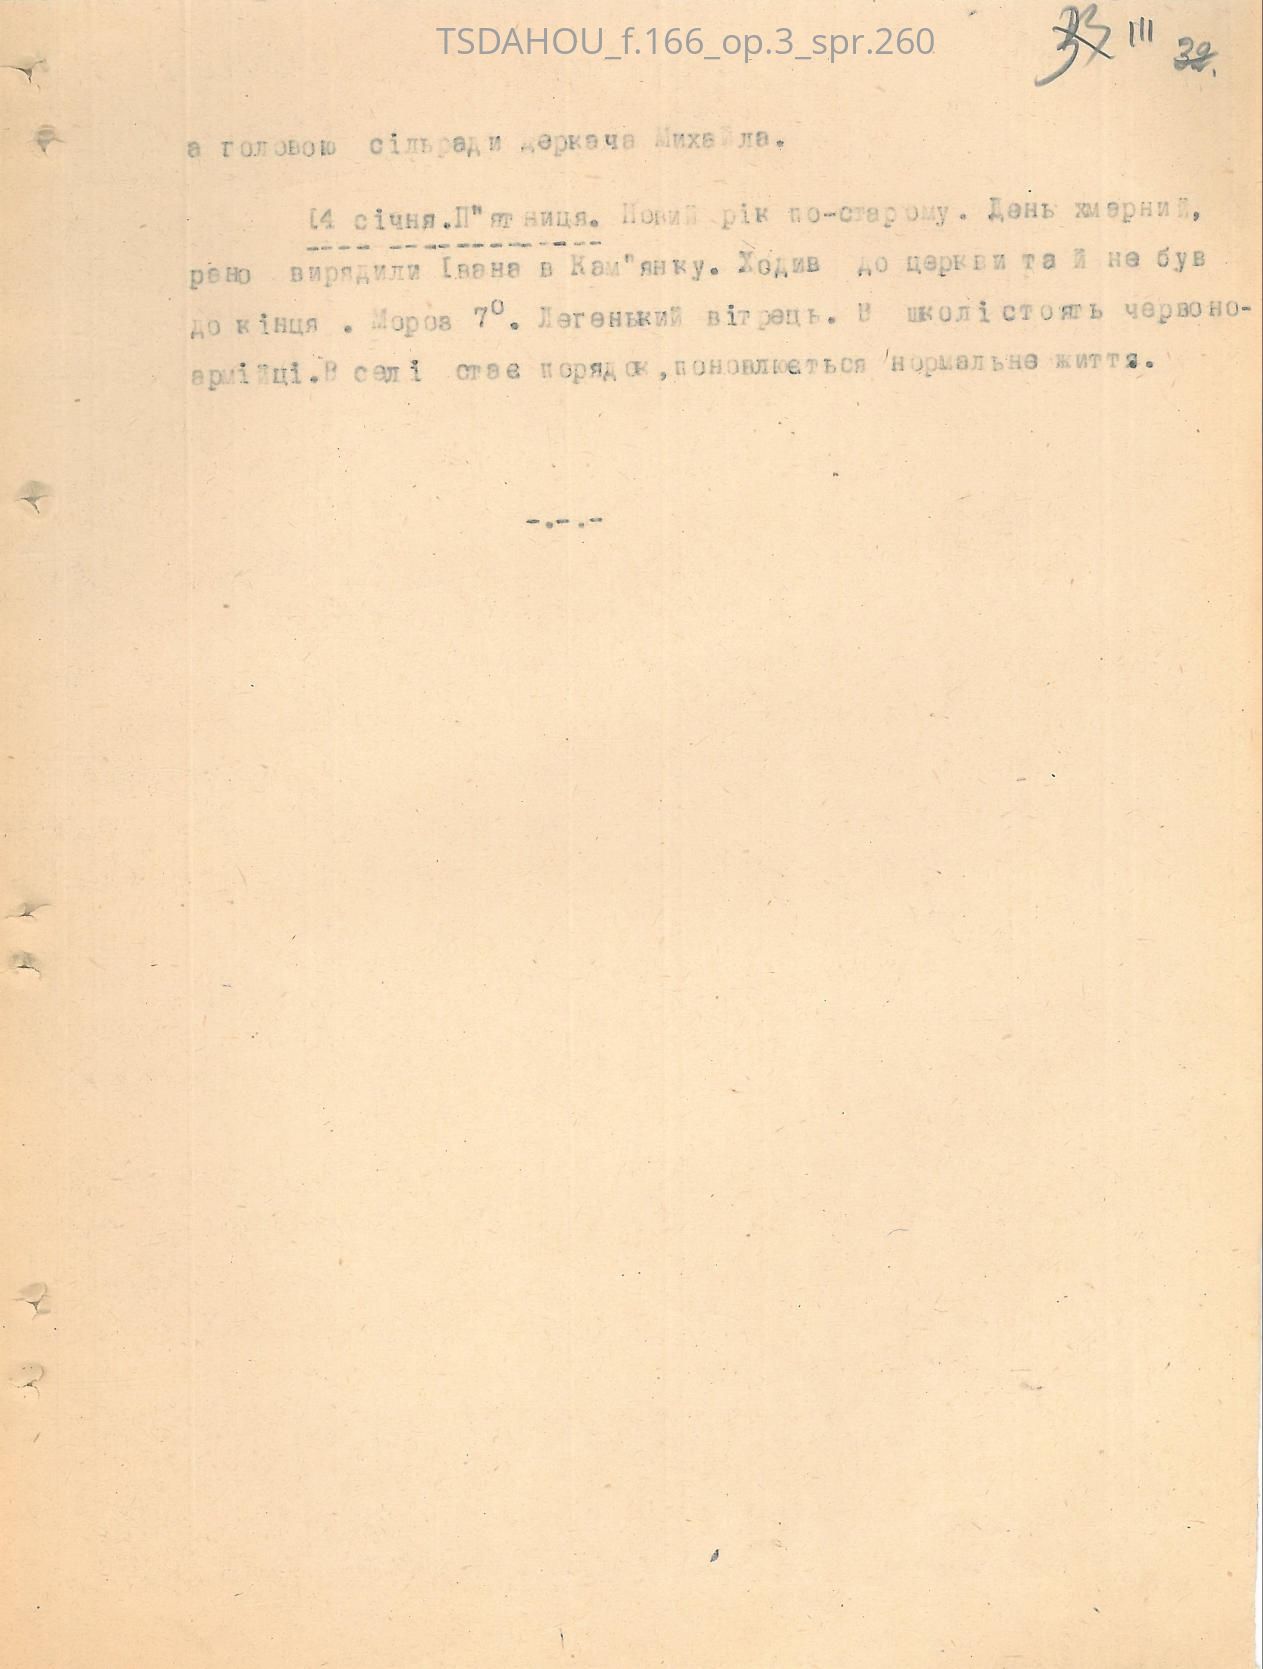 TSDAHOU_f.166_op.3_spr.260
33 III 32.
а головою сільради деркача Михайла.
14 січня.П"ятниця. Новий рік по-старому. День хмерний,
рано вирядили Івана в Кам"янку. Ходив до церкви та й не був
до кінця . Мороз 7°. Легенький вітрець. В школі стоять червоно-
армійці.В селі стає порядок,поновлюється нормальне життя.
-.-.-